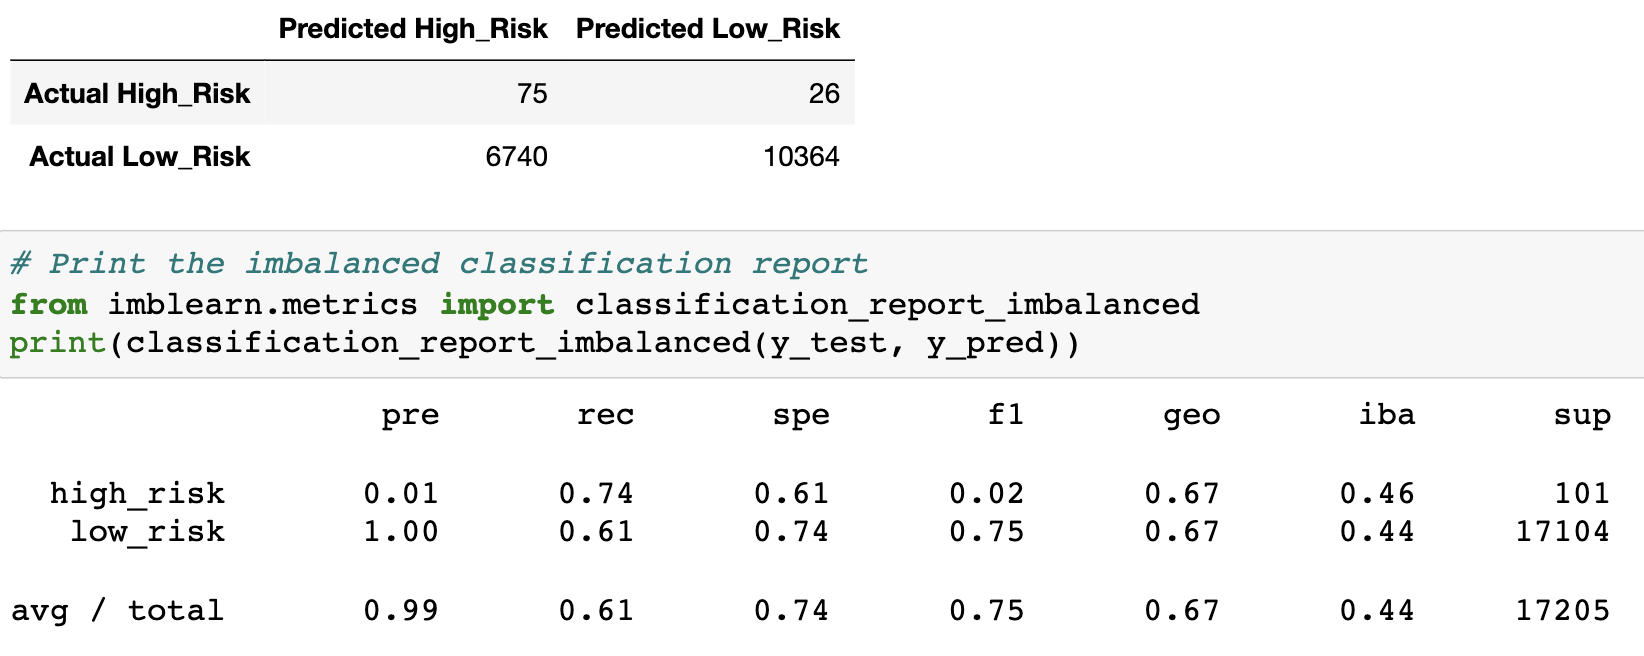 Predicted High_Risk Predicted Low_Risk
Actual High_Risk 75 26
Actual Low_Risk 6740 10364
# Print the imbalanced classification report
from imblearn.metrics import classification_report_imbalanced
print(classification_report_imbalanced(y_test, y_pred))
pre rec spe f1 geo iba sup
high_risk 0.01 0.74 0.61 0.02 0.67 0.46 101
low_risk 1.00 0.61 0.74 0.75 0.67 0.44 17104
avg / total 0.99 0.61 0.74 0.75 0.67 0.44 17205